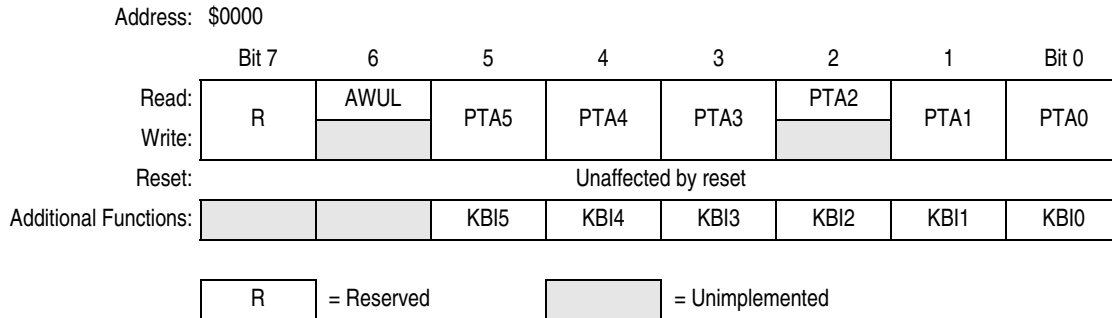 Address: $0000
Bit 7 6 5 4 3 2 1 Bit 0
Read: R AWUL PTA5 PTA4 PTA3 PTA2 PTA1 PTA0
Write:
Reset: Unaffected by reset
Additional Functions: KBI5 KBI4 KBI3 KBI2 KBI1 KBI0
R = Reserved = Unimplemented